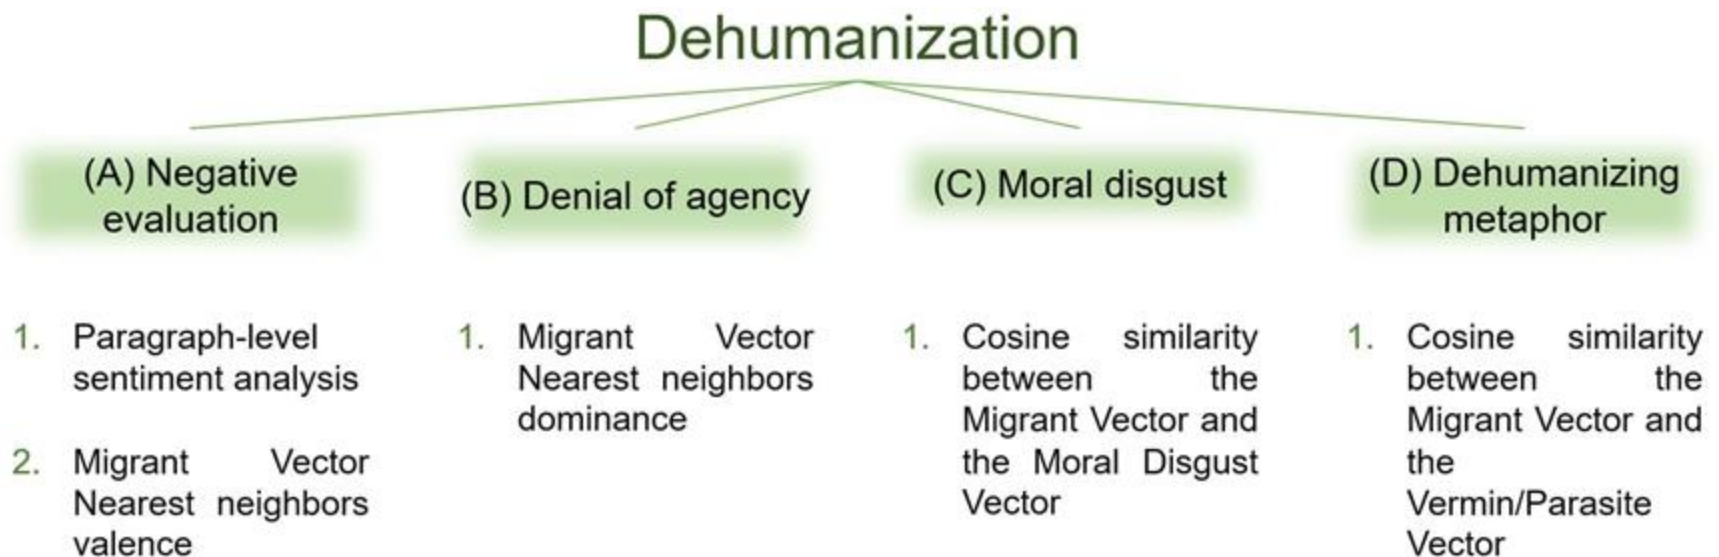 Dehumanization
(A) Negative
evaluation
(B) Denial of agency
(C) Moral disgust
(D) Dehumanizing
metaphor
1. Paragraph-level
sentiment analysis
2. Migrant Vector
Nearest neighbors
valence
1. Migrant Vector
Nearest neighbors
dominance
1. Cosine similarity
between the
Migrant Vector and
the Moral Disgust
Vector
1. Cosine similarity
between the
Migrant Vector and
the
Vermin/Parasite
Vector